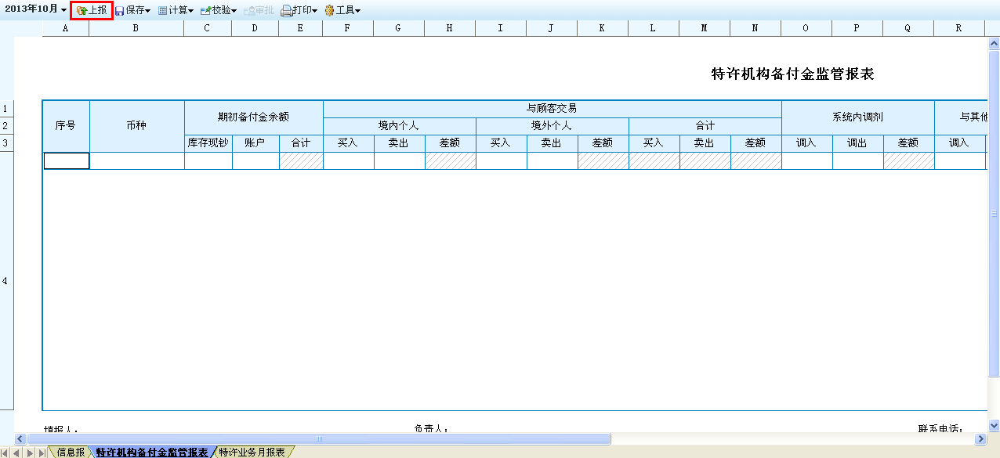 2013年10月 上报 保存 计算 校验 审批 打印 工具
A B C D E F G H I J K L M N O P Q R
特许机构备付金监管报表
1 与顾客交易
序号 币种 期初备付金余额 系统内调剂 与其他
2 境内个人 境外个人 合计
3 库存现钞 账户 合计 买入 卖出 差额 买入 卖出 差额 买入 卖出 差额 调入 调出 差额 调入
4
填报人: 负责人: 联系电话:
信息报 特许机构备付金监管报表 特许业务月报表